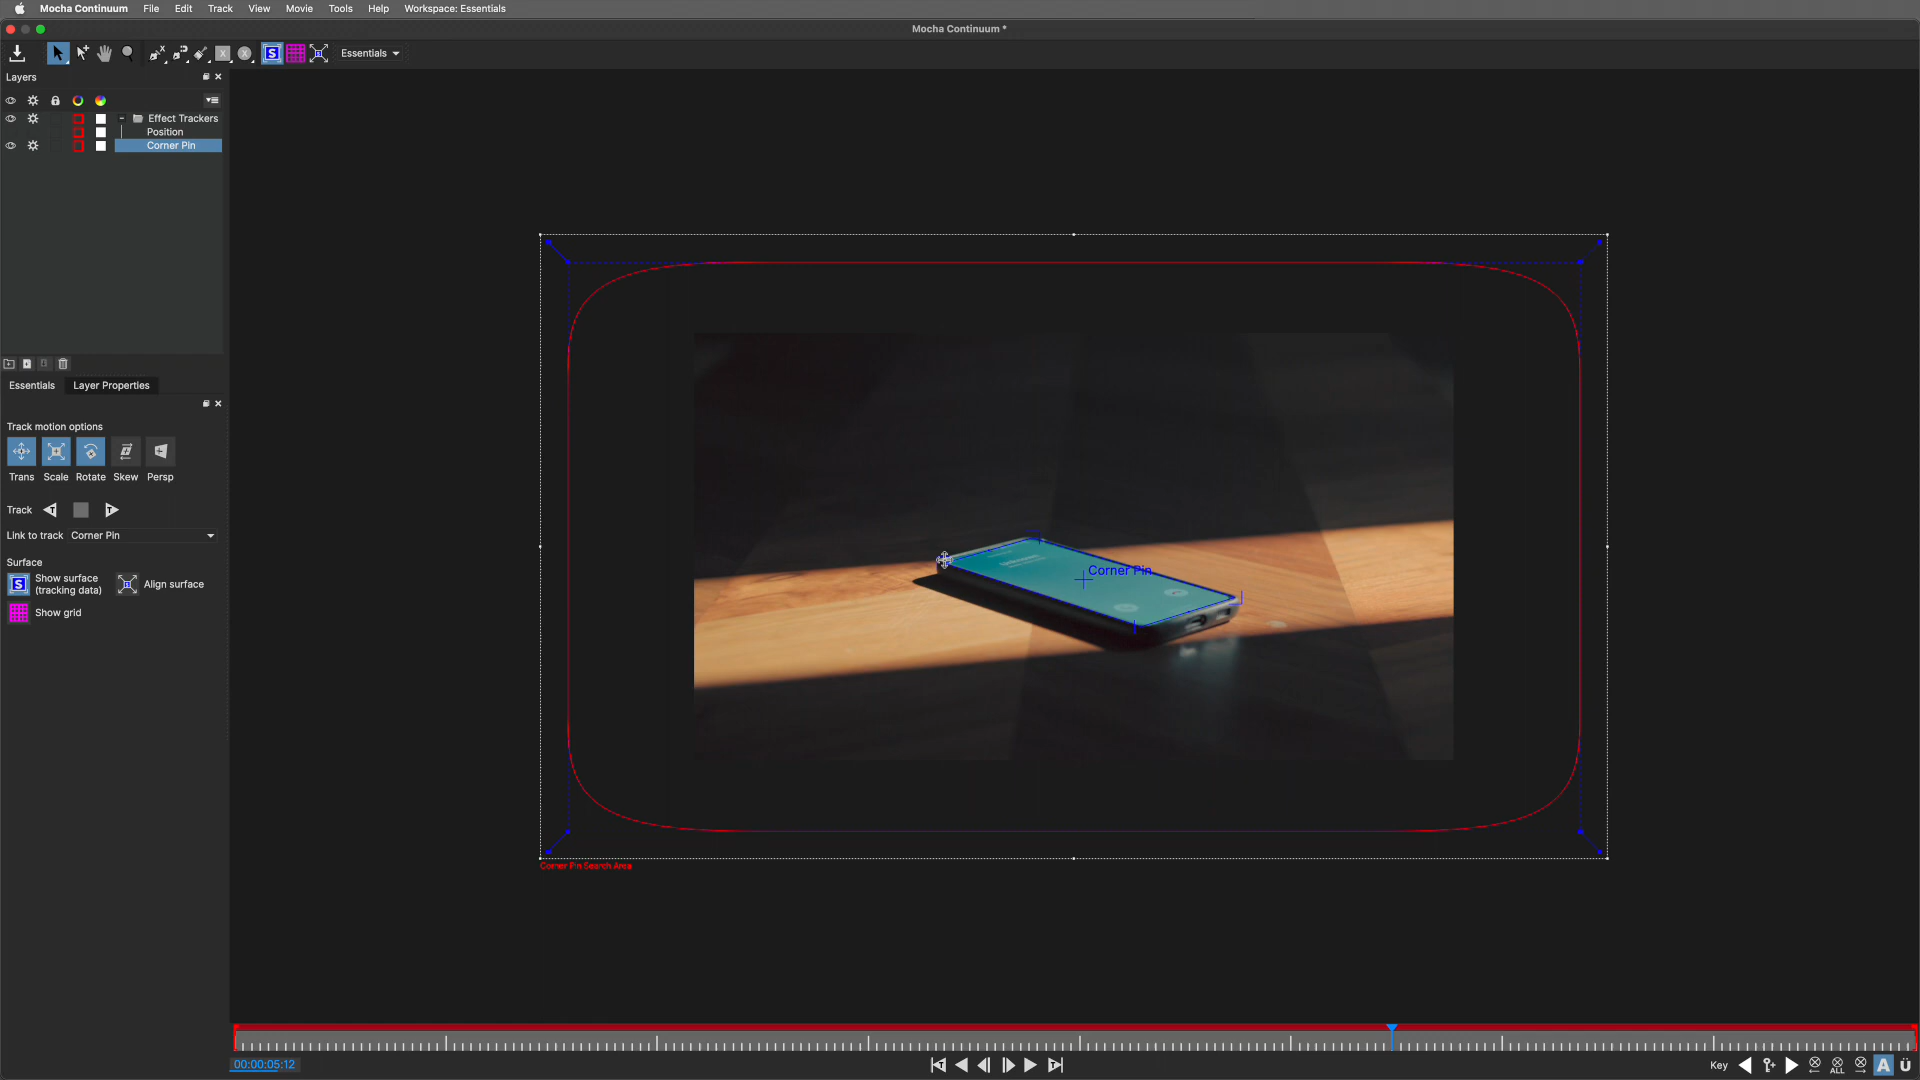 Mocha Continuum File Edit Track View Movie Tools Help Workspace: Essentials
Mocha Continuum *
Essentials
Layers
Effect Trackers
Position
Corner Pin
Essentials Layer Properties
Track motion options
Trans Scale Rotate Skew Persp
Track
Link to track Corner Pin
Surface
Show surface
(tracking data)
Align surface
Show grid
Corner Pin
Corner Pin Search Area
00:00:05:12
Key
ALL
A
Ü